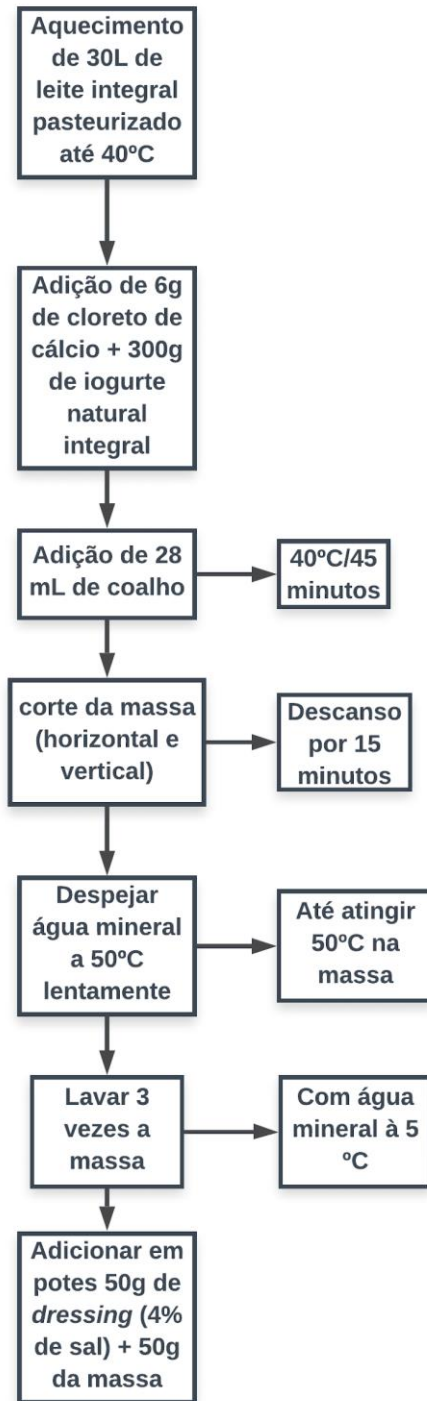 Aquecimento
de 30L de
leite integral
pasteurizado
até 40ºC
Adição de 6g
de cloreto de
cálcio + 300g
de iogurte
natural
integral
Adição de 28
mL de coalho
40ºC/45
minutos
corte da massa
(horizontal e
vertical)
Descanso
por 15
minutos
Despejar
água mineral
a 50ºC
lentamente
Até atingir
50ºC na
massa
Lavar 3
vezes a
massa
Com água
mineral à 5
ºC
Adicionar em
potes 50g de
dressing (4%
de sal) + 50g
da massa